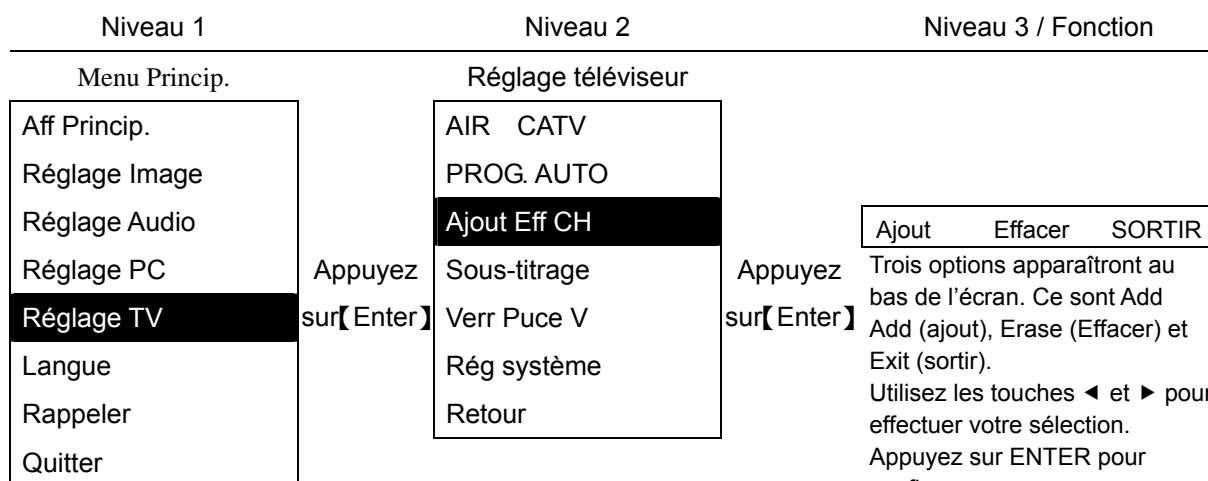 Niveau 1 Niveau 2 Niveau 3 / Fonction
Menu Princip. Réglage téléviseur
Aff Princip.
Réglage Image
Réglage Audio
Réglage PC
Réglage TV
Langue
Rappeler
Quitter
Appuyez
sur【Enter】
AIR CATV
PROG. AUTO
Ajout Eff CH
Sous-titrage
Verr Puce V
Rég système
Retour
Appuyez
sur【Enter】
Ajout Effacer SORTIR
Trois options apparaîtront au
bas de l’écran. Ce sont Add
Add (ajout), Erase (Effacer) et
Exit (sortir).
Utilisez les touches ◄ et ► pour
effectuer votre sélection.
Appuyez sur ENTER pour